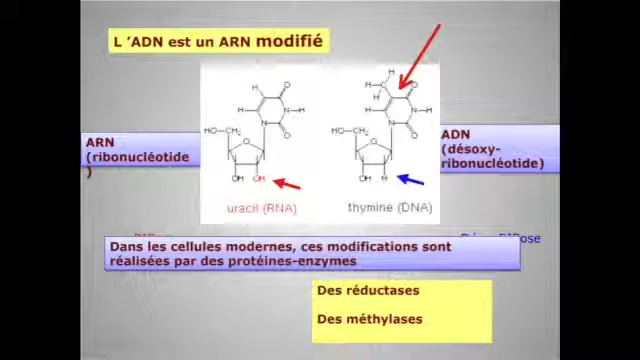 L 'ADN est un ARN modifié
H
H
C
H
H
O
H
N
H
H
N
O
HO
CH₂
O
OH
OH
uracil (RNA)
O
N
H
H
N
O
HO
CH₂
O
OH
H
thymine (DNA)
ARN
(ribonucléotide
)
ADN
(désoxy-
ribonucléotide)
Dans les cellules modernes, ces modifications sont
réalisées par des protéines-enzymes
Des réductases
Des méthylases